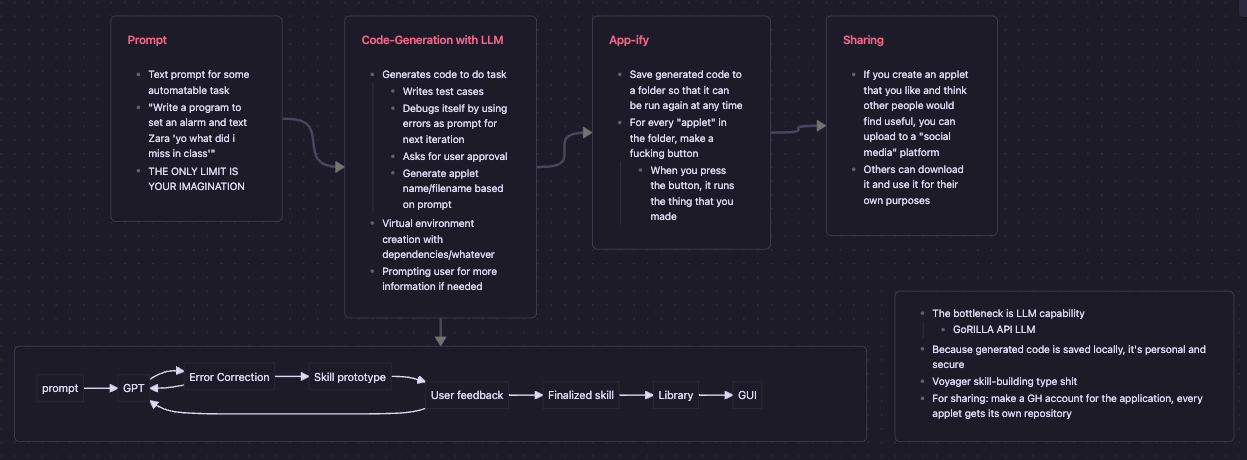 Prompt
Text prompt for some
automatable task
"Write a program to
set an alarm and text
Zara 'yo what did i
miss in class'"
THE ONLY LIMIT IS
YOUR IMAGINATION
Code-Generation with LLM
Generates code to do task
Writes test cases
Debugs itself by using
errors as prompt for
next iteration
Asks for user approval
Generate applet
name/filename based
on prompt
Virtual environment
creation with
dependencies/whatever
Prompting user for more
information if needed
App-ify
Save generated code to
a folder so that it can
be run again at any time
For every "applet" in
the folder, make a
fucking button
When you press
the button, it runs
the thing that you
made
Sharing
If you create an applet
that you like and think
other people would
find useful, you can
upload to a "social
media" platform
Others can download
it and use it for their
own purposes
prompt
GPT
Error Correction
Skill prototype
User feedback
Finalized skill
Library
GUI
The bottleneck is LLM capability
GoRILLA API LLM
Because generated code is saved locally, it's personal and
secure
Voyager skill-building type shit
For sharing: make a GH account for the application, every
applet gets its own repository